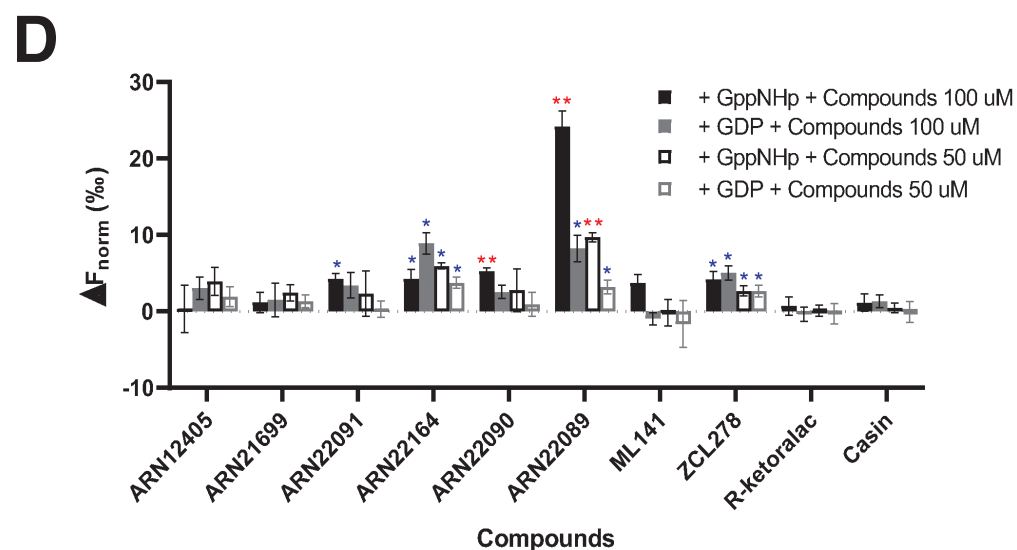 D
30
20
10
0
-10
▲Fnorm (‰)
+ GppNHp + Compounds 100 uM
+ GDP + Compounds 100 uM
+ GppNHp + Compounds 50 uM
+ GDP + Compounds 50 uM
*
*
*
*
*
**
**
*
**
*
*
*
*
*
ARN12405
ARN21699
ARN22091
ARN22164
ARN22090
ARN22089
ML141
ZCL278
R-ketoralac
Casin
Compounds